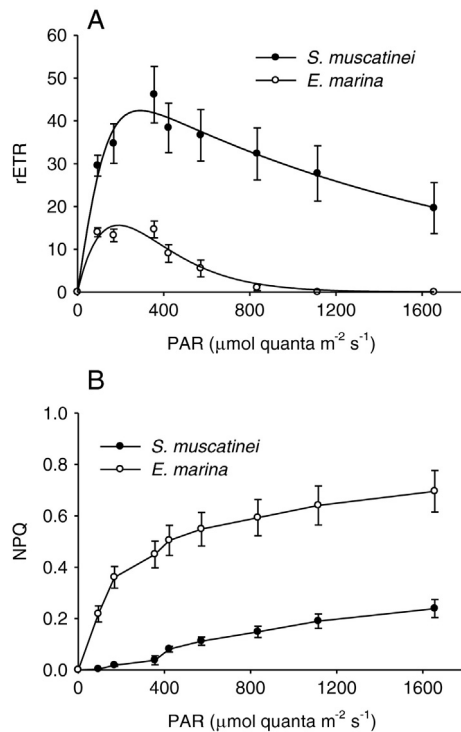 A
60
50
40
30
20
10
0
rETR
S. muscatinei
E. marina
0 400 800 1200 1600
PAR (μmol quanta m⁻² s⁻¹)
B
1.0
0.8
0.6
0.4
0.2
0.0
NPQ
S. muscatinei
E. marina
0 400 800 1200 1600
PAR (μmol quanta m⁻² s⁻¹)